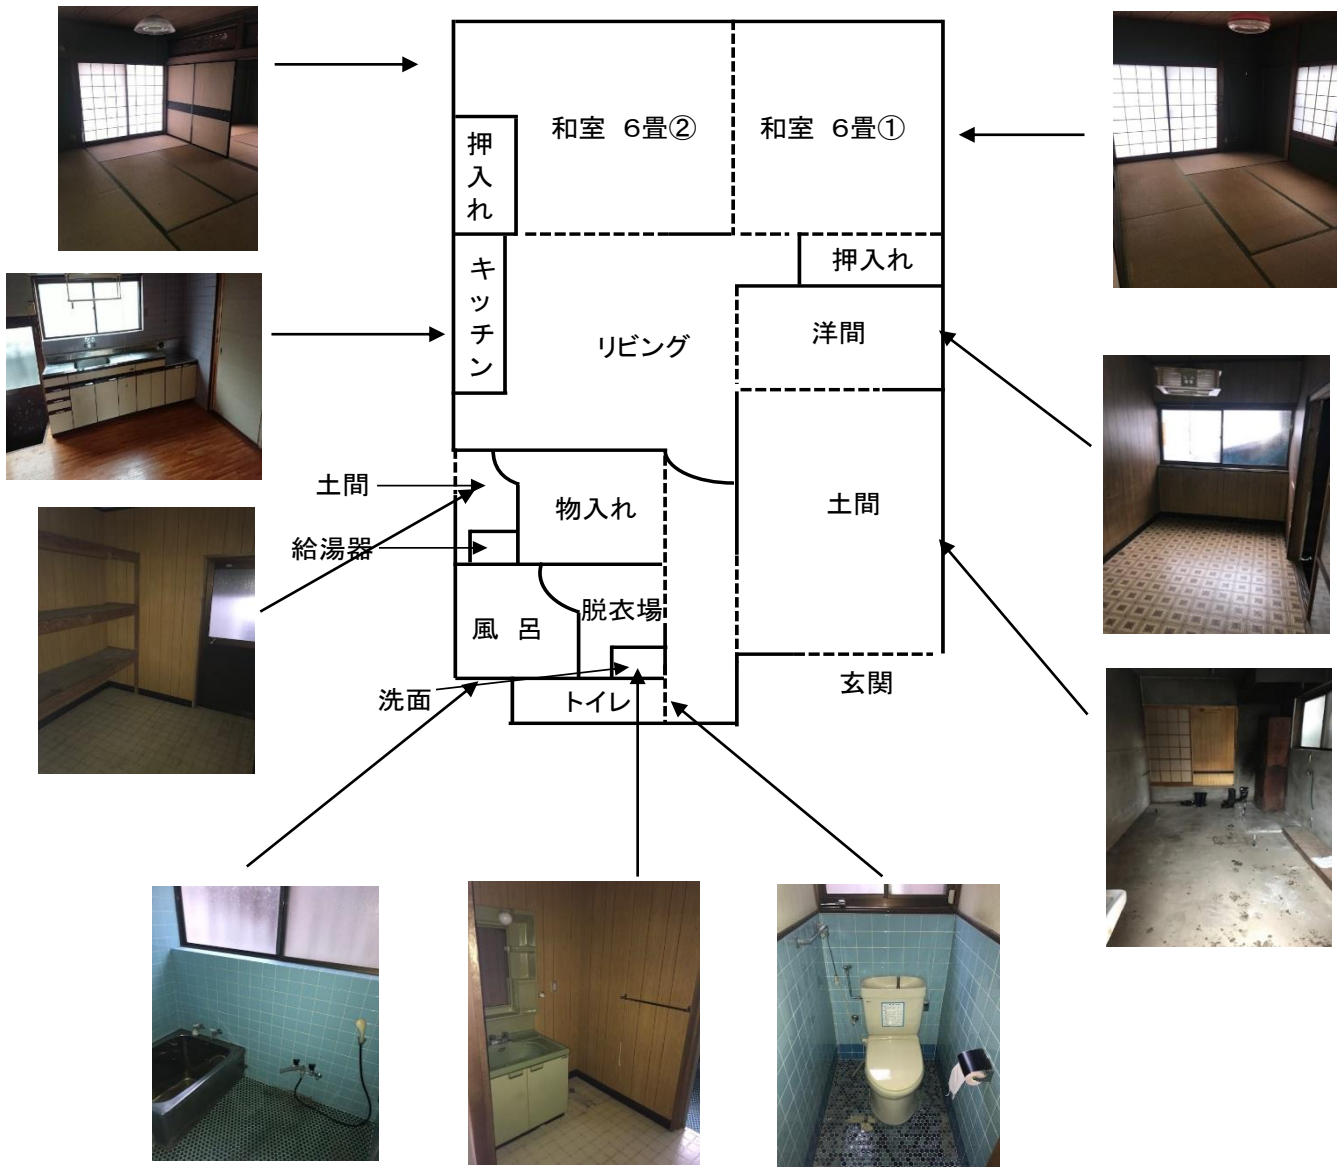 和室 6畳②
和室 6畳①
押入れ
押入れ
キッチン
リビング
洋間
土間
物入れ
土間
給湯器
脱衣場
風 呂
洗面
トイレ
玄関